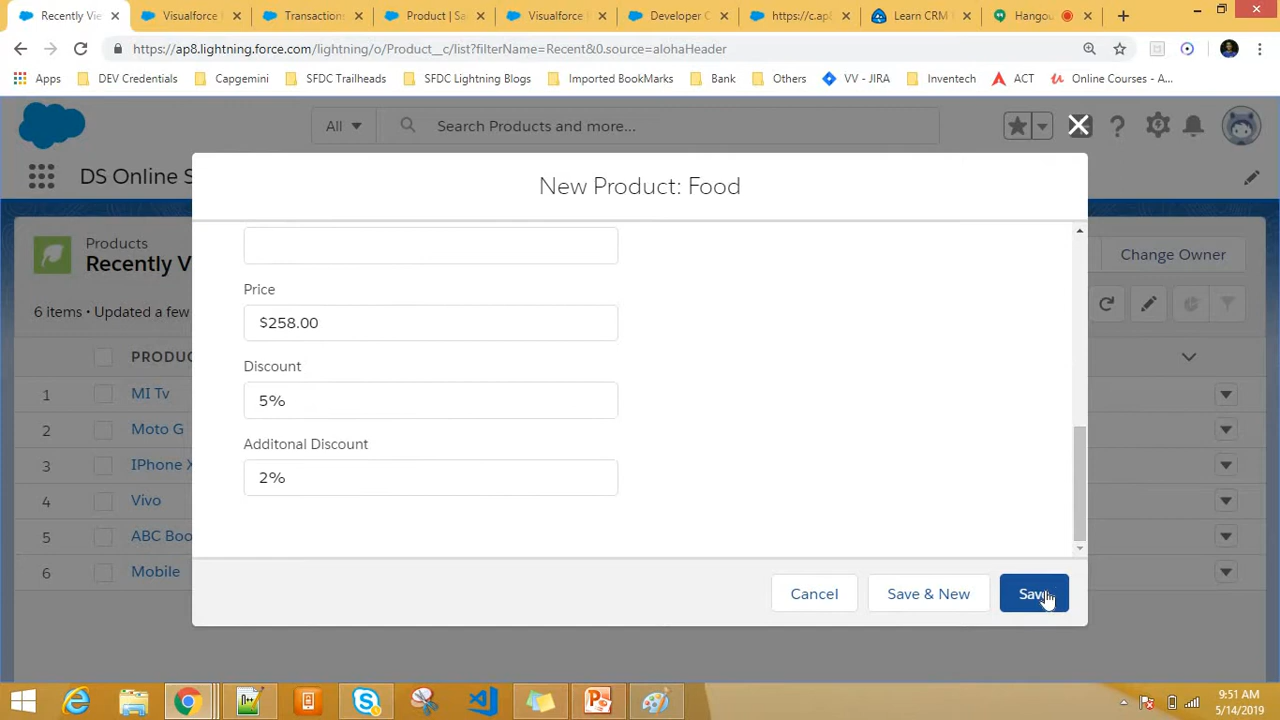 Recently Vie
Visualforce
Transactions
Product | Sa
Visualforce
Developer C
https://c.ap8
Learn CRM
Hangou
https://ap8.lightning.force.com/lightning/o/Product__c/list?filterName=Recent&0.source=alohaHeader
Apps
DEV Credentials
Capgemini
SFDC Trailheads
SFDC Lightning Blogs
Imported BookMarks
Bank
Others
VV - JIRA
Inventech
ACT
Online Courses - A...
All
Search Products and more...
DS Online S
New Product: Food
Products
Recently V
Change Owner
6 items • Updated a few
Price
$258.00
PRODUC
Discount
1 MI Tv
5%
2 Moto G
Additonal Discount
3 IPhone X
2%
4 Vivo
5 ABC Boo
6 Mobile
Cancel
Save & New
Save
9:51 AM
5/14/2019